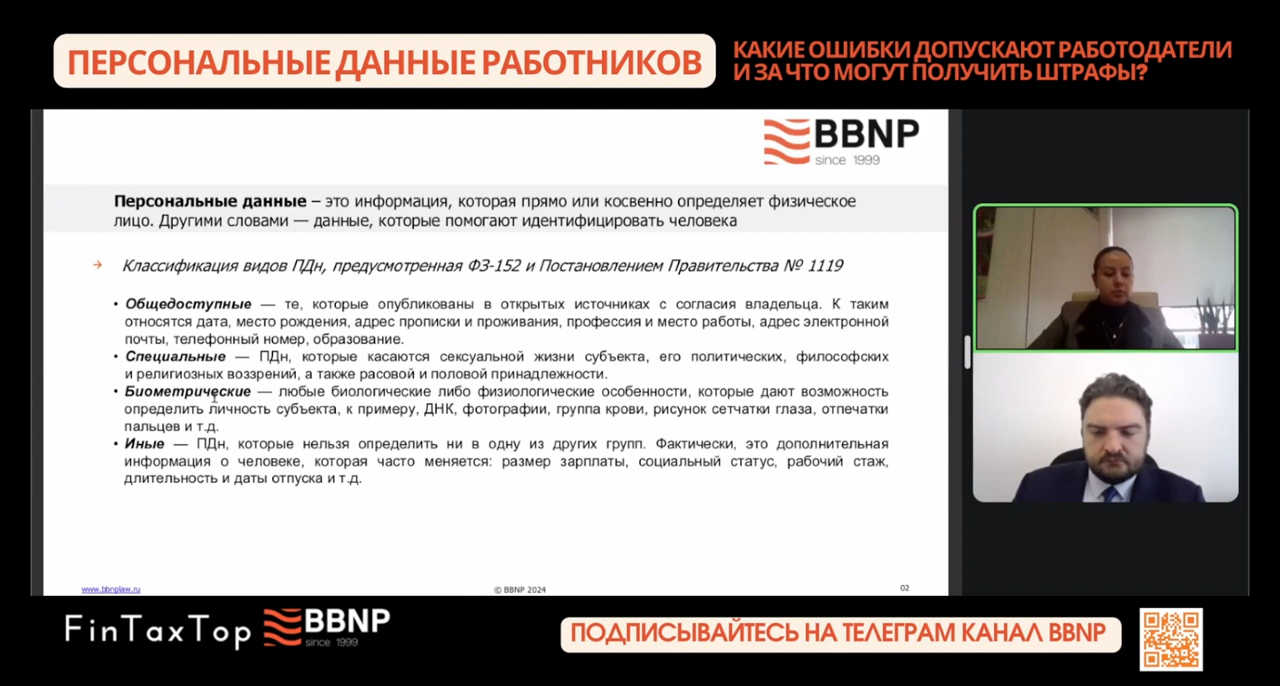 ПЕРСОНАЛЬНЫЕ ДАННЫЕ РАБОТНИКОВ
КАКИЕ ОШИБКИ ДОПУСКАЮТ РАБОТОДАТЕЛИ
И ЗА ЧТО МОГУТ ПОЛУЧИТЬ ШТРАФЫ?
BBNP
since 1999
Персональные данные – это информация, которая прямо или косвенно определяет физическое
лицо. Другими словами — данные, которые помогают идентифицировать человека
→ Классификация видов ПДн, предусмотренная ФЗ-152 и Постановлением Правительства № 1119
• Общедоступные — те, которые опубликованы в открытых источниках с согласия владельца. К таким
относятся дата, место рождения, адрес прописки и проживания, профессия и место работы, адрес электронной
почты, телефонный номер, образование.
• Специальные — ПДн, которые касаются сексуальной жизни субъекта, его политических, философских
и религиозных воззрений, а также расовой и половой принадлежности.
• Биометрические — любые биологические либо физиологические особенности, которые дают возможность
определить личность субъекта, к примеру, ДНК, фотографии, группа крови, рисунок сетчатки глаза, отпечатки
пальцев и т.д.
• Иные — ПДн, которые нельзя определить ни в одну из других групп. Фактически, это дополнительная
информация о человеке, которая часто меняется: размер зарплаты, социальный статус, рабочий стаж,
длительность и даты отпуска и т.д.
www.bbnplaw.ru
© BBNP 2024
02
FinTaxTop
BBNP
since 1999
ПОДПИСЫВАЙТЕСЬ НА ТЕЛЕГРАМ КАНАЛ BBNP